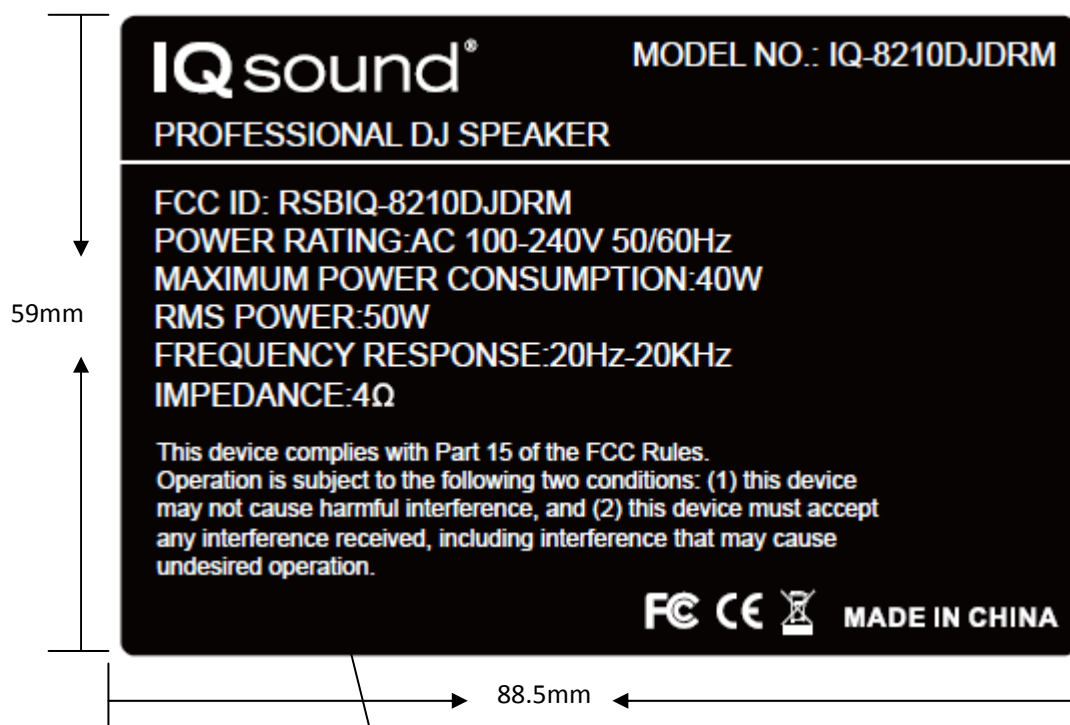 IQ sound®
MODEL NO.: IQ-8210DJDRM
PROFESSIONAL DJ SPEAKER
FCC ID: RSBIQ-8210DJDRM
POWER RATING:AC 100-240V 50/60Hz
MAXIMUM POWER CONSUMPTION:40W
59mm
RMS POWER:50W
FREQUENCY RESPONSE:20Hz-20KHz
IMPEDANCE:4Ω
This device complies with Part 15 of the FCC Rules.
Operation is subject to the following two conditions: (1) this device
may not cause harmful interference, and (2) this device must accept
any interference received, including interference that may cause
undesired operation.
FC CE MADE IN CHINA
88.5mm